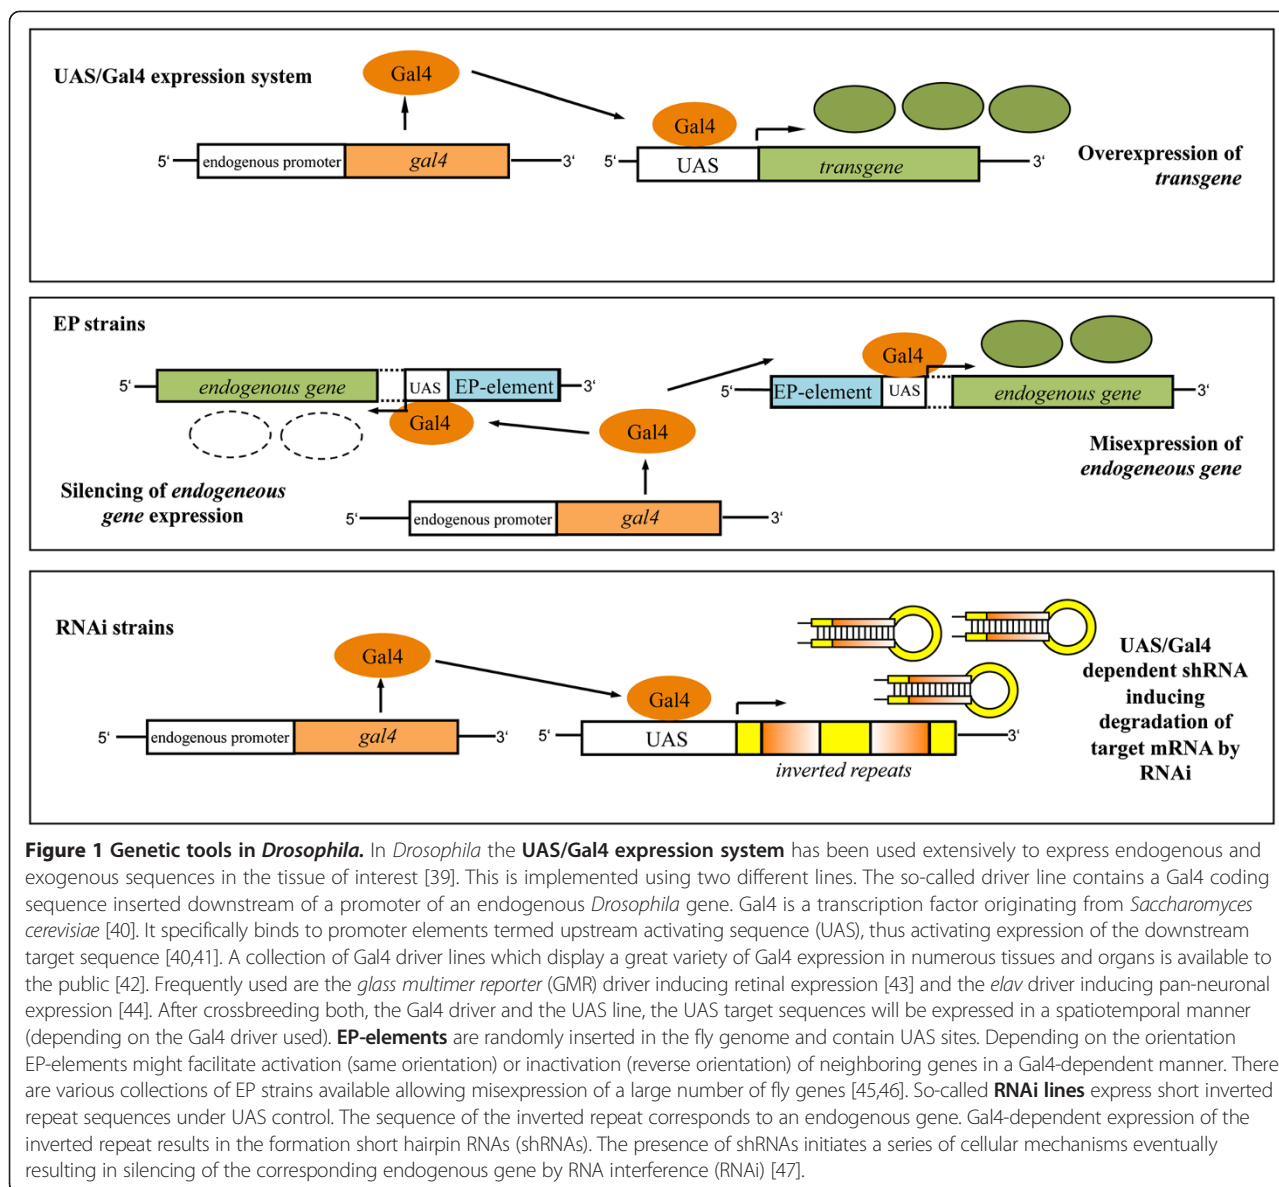 UAS/Gal4 expression system
Gal4
Gal4
5‘
endogenous promoter
gal4
3‘
5‘
UAS
transgene
3‘
Overexpression of
transgene
EP strains
Gal4
5‘
endogenous gene
UAS
EP-element
3‘
5‘
EP-element
UAS
endogenous gene
3‘
Gal4
Gal4
Misexpression of
endogeneous gene
Silencing of endogeneous
gene expression
5‘
endogenous promoter
gal4
3‘
RNAi strains
Gal4
Gal4
5‘
endogenous promoter
gal4
3‘
5‘
UAS
3‘
inverted repeats
UAS/Gal4
dependent shRNA
inducing
degradation of
target mRNA by
RNAi
Figure 1 Genetic tools in Drosophila. In Drosophila the UAS/Gal4 expression system has been used extensively to express endogenous and
exogenous sequences in the tissue of interest [39]. This is implemented using two different lines. The so-called driver line contains a Gal4 coding
sequence inserted downstream of a promoter of an endogenous Drosophila gene. Gal4 is a transcription factor originating from Saccharomyces
cerevisiae [40]. It specifically binds to promoter elements termed upstream activating sequence (UAS), thus activating expression of the downstream
target sequence [40,41]. A collection of Gal4 driver lines which display a great variety of Gal4 expression in numerous tissues and organs is available to
the public [42]. Frequently used are the glass multimer reporter (GMR) driver inducing retinal expression [43] and the elav driver inducing pan-neuronal
expression [44]. After crossbreeding both, the Gal4 driver and the UAS line, the UAS target sequences will be expressed in a spatiotemporal manner
(depending on the Gal4 driver used). EP-elements are randomly inserted in the fly genome and contain UAS sites. Depending on the orientation
EP-elements might facilitate activation (same orientation) or inactivation (reverse orientation) of neighboring genes in a Gal4-dependent manner. There
are various collections of EP strains available allowing misexpression of a large number of fly genes [45,46]. So-called RNAi lines express short inverted
repeat sequences under UAS control. The sequence of the inverted repeat corresponds to an endogenous gene. Gal4-dependent expression of the
inverted repeat results in the formation short hairpin RNAs (shRNAs). The presence of shRNAs initiates a series of cellular mechanisms eventually
resulting in silencing of the corresponding endogenous gene by RNA interference (RNAi) [47].